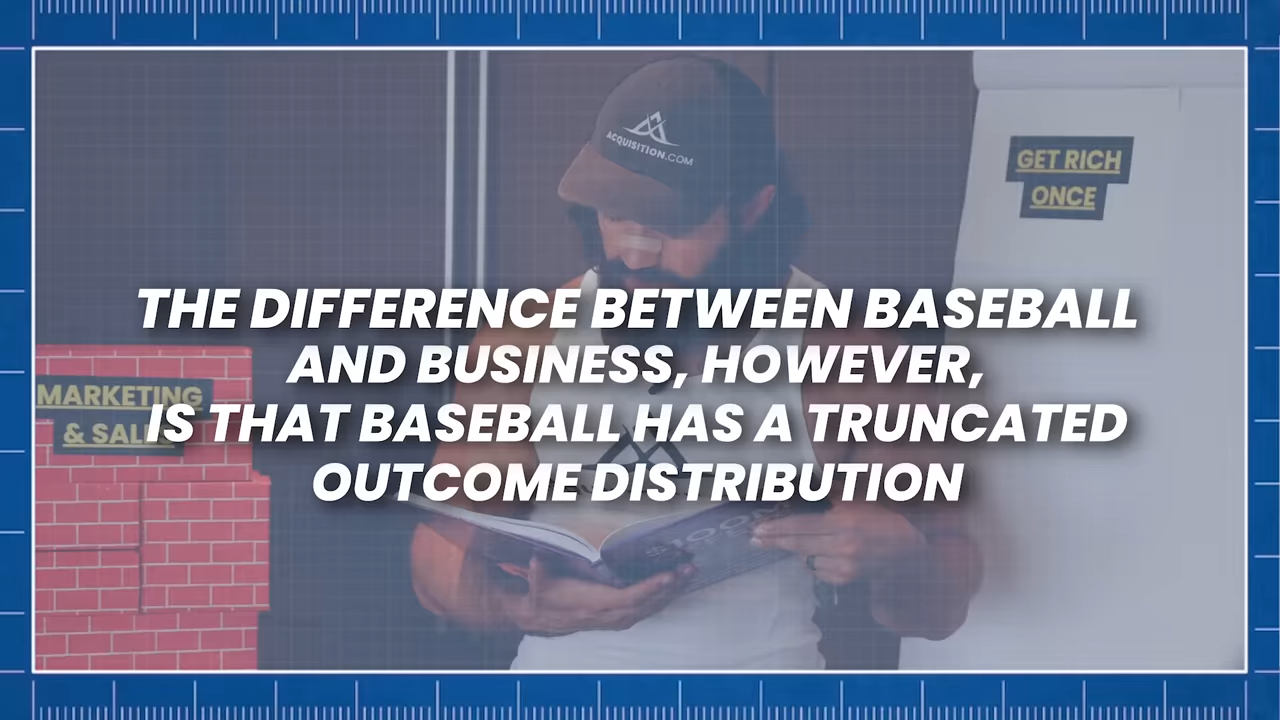 ACQUISITION.COM
GET RICH
ONCE
THE DIFFERENCE BETWEEN BASEBALL
AND BUSINESS, HOWEVER,
MARKETING
& SAL
IS THAT BASEBALL HAS A TRUNCATED
OUTCOME DISTRIBUTION
$100M